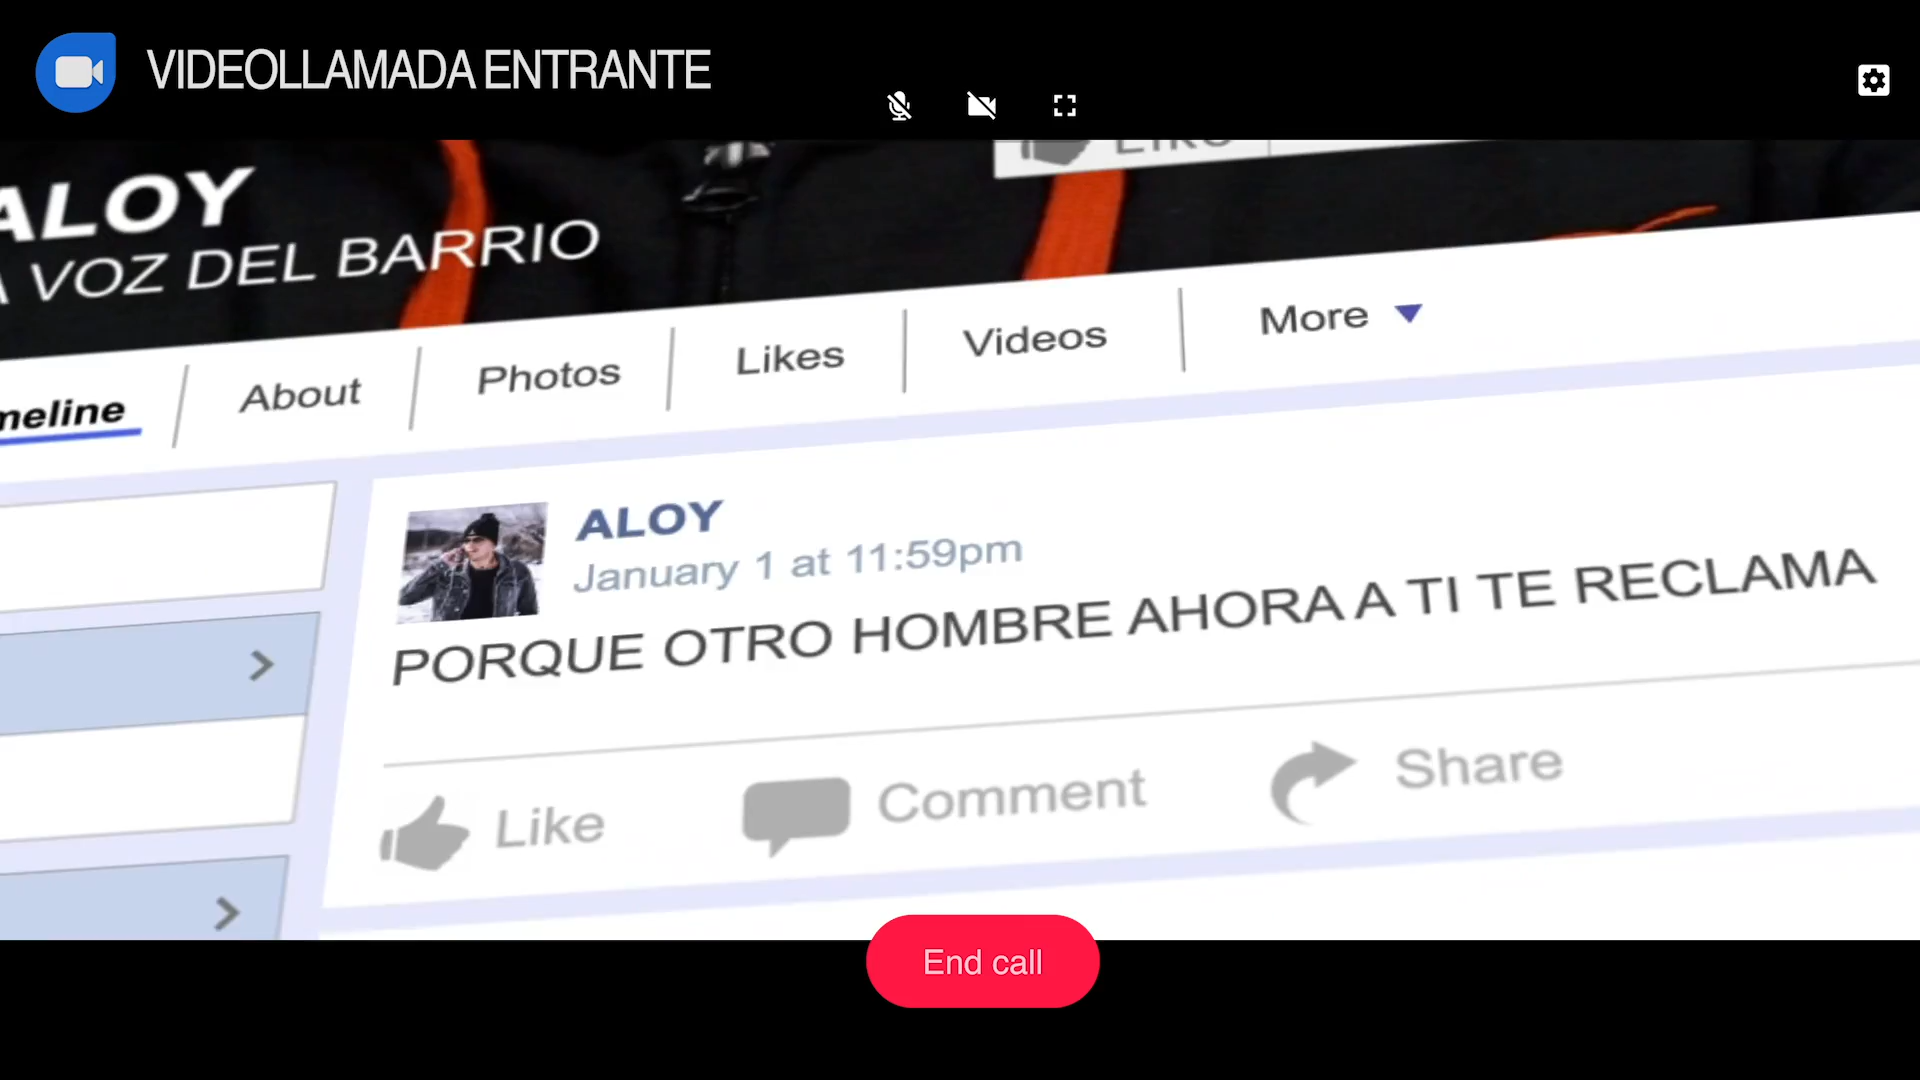 VIDEOLLAMADA ENTRANTE
Like
ALOY
VOZ DEL BARRIO
meline
About
Photos
Likes
Videos
More
ALOY
January 1 at 11:59pm
PORQUE OTRO HOMBRE AHORA A TI TE RECLAMA
Like
Comment
Share
End call